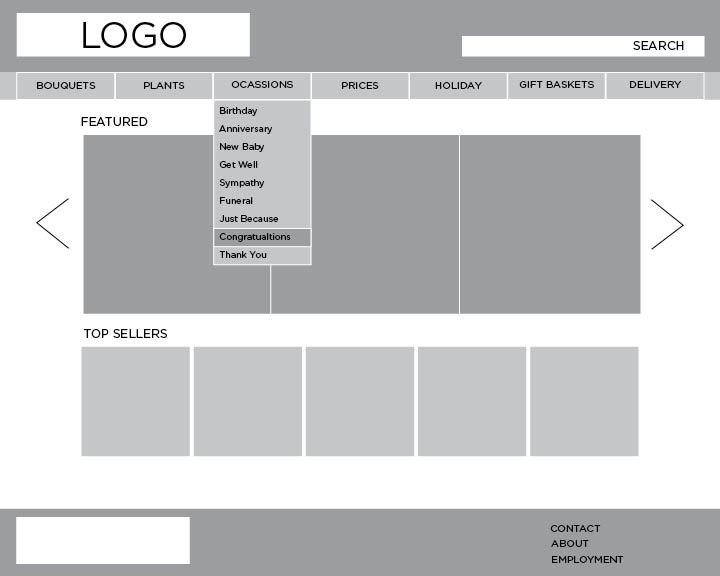 LOGO
SEARCH
BOUQUETS
PLANTS
OCASSIONS
PRICES
HOLIDAY
GIFT BASKETS
DELIVERY
Birthday
Anniversary
New Baby
Get Well
Sympathy
Funeral
Just Because
Congratualtions
Thank You
FEATURED
TOP SELLERS
CONTACT
ABOUT
EMPLOYMENT